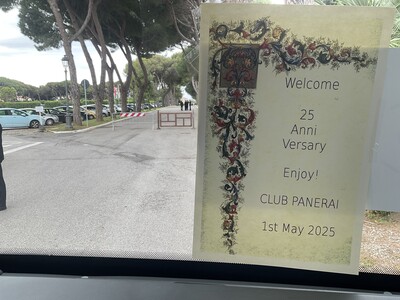 Welcome
25
Anni
Versary
Enjoy!
CLUB PANERAI
1st May 2025